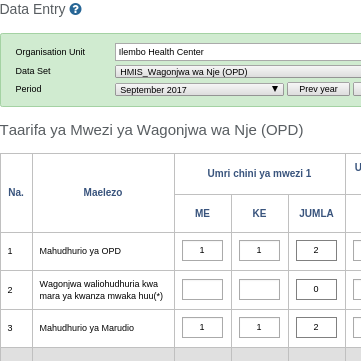 Data Entry ?
Organisation Unit Ilembo Health Center
Data Set HMIS_Wagonjwa wa Nje (OPD)
Period September 2017 ▼ Prev year
Taarifa ya Mwezi ya Wagonjwa wa Nje (OPD)
Na. Maelezo Umri chini ya mwezi 1 U
ME KE JUMLA
1 Mahudhurio ya OPD 1 1 2
2 Wagonjwa waliohudhuria kwa
mara ya kwanza mwaka huu(*) 0
3 Mahudhurio ya Marudio 1 1 2